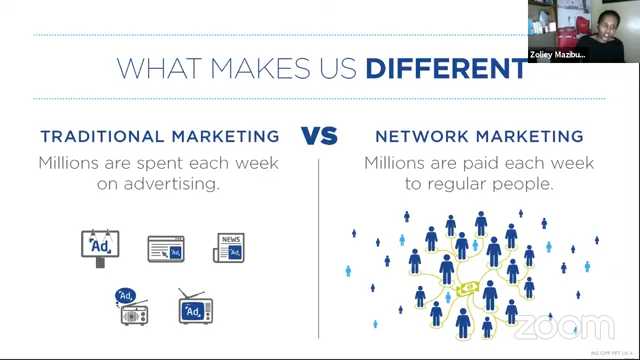 Zoliey Mazibu...
WHAT MAKES US DIFFERENT
TRADITIONAL MARKETING
VS
NETWORK MARKETING
Millions are spent each week
on advertising.
Millions are paid each week
to regular people.
Ad
Ad
NEWS
Ad
Ad
Ad
zoom